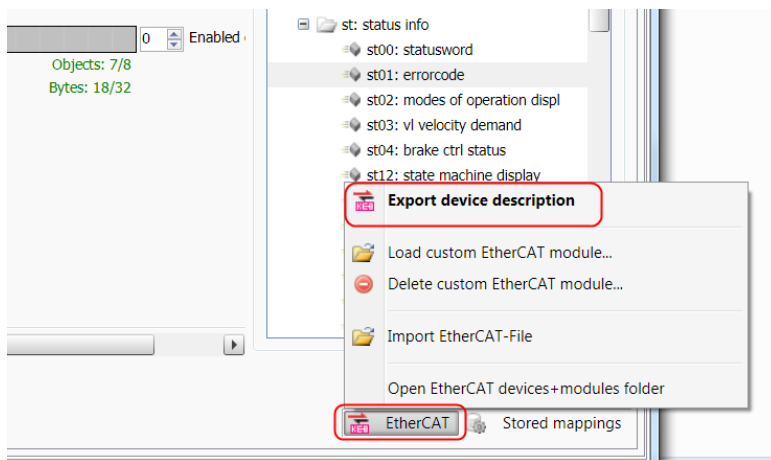 st: status info
0 Enabled
st00: statusword
Objects: 7/8
st01: errorcode
Bytes: 18/32
st02: modes of operation displ
st03: vl velocity demand
st04: brake ctrl status
st12: state machine display
KEB Export device description
Load custom EtherCAT module...
Delete custom EtherCAT module...
Import EtherCAT-File
Open EtherCAT devices+modules folder
KEB EtherCAT Stored mappings